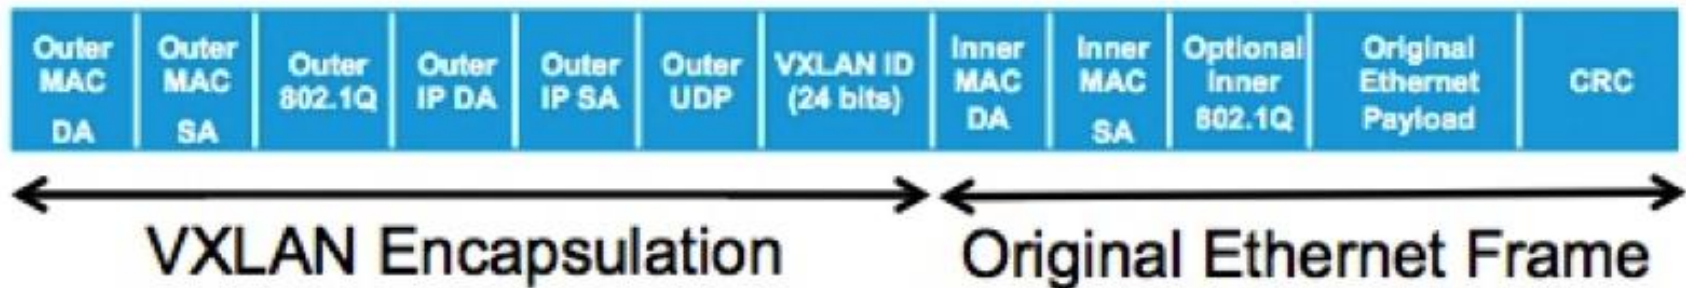 Outer
MAC
DA
Outer
MAC
SA
Outer
802.1Q
Outer
IP DA
Outer
IP SA
Outer
UDP
VXLAN ID
(24 bits)
Inner
MAC
DA
Inner
MAC
SA
Optional
Inner
802.1Q
Original
Ethernet
Payload
CRC
VXLAN Encapsulation
Original Ethernet Frame